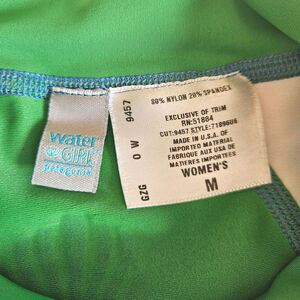 water
GIRL
patagonia
9457
O W
GZG
80% NYLON 20% SPANDEX
EXCLUSIVE OF TRIM
RN:51884
CUT:9457 STYLE:7189606
MADE IN U.S.A. OF
IMPORTED MATERIAL
FABRIQUE AUX USA DE
MATIERES IMPORTEES
WOMEN'S
M